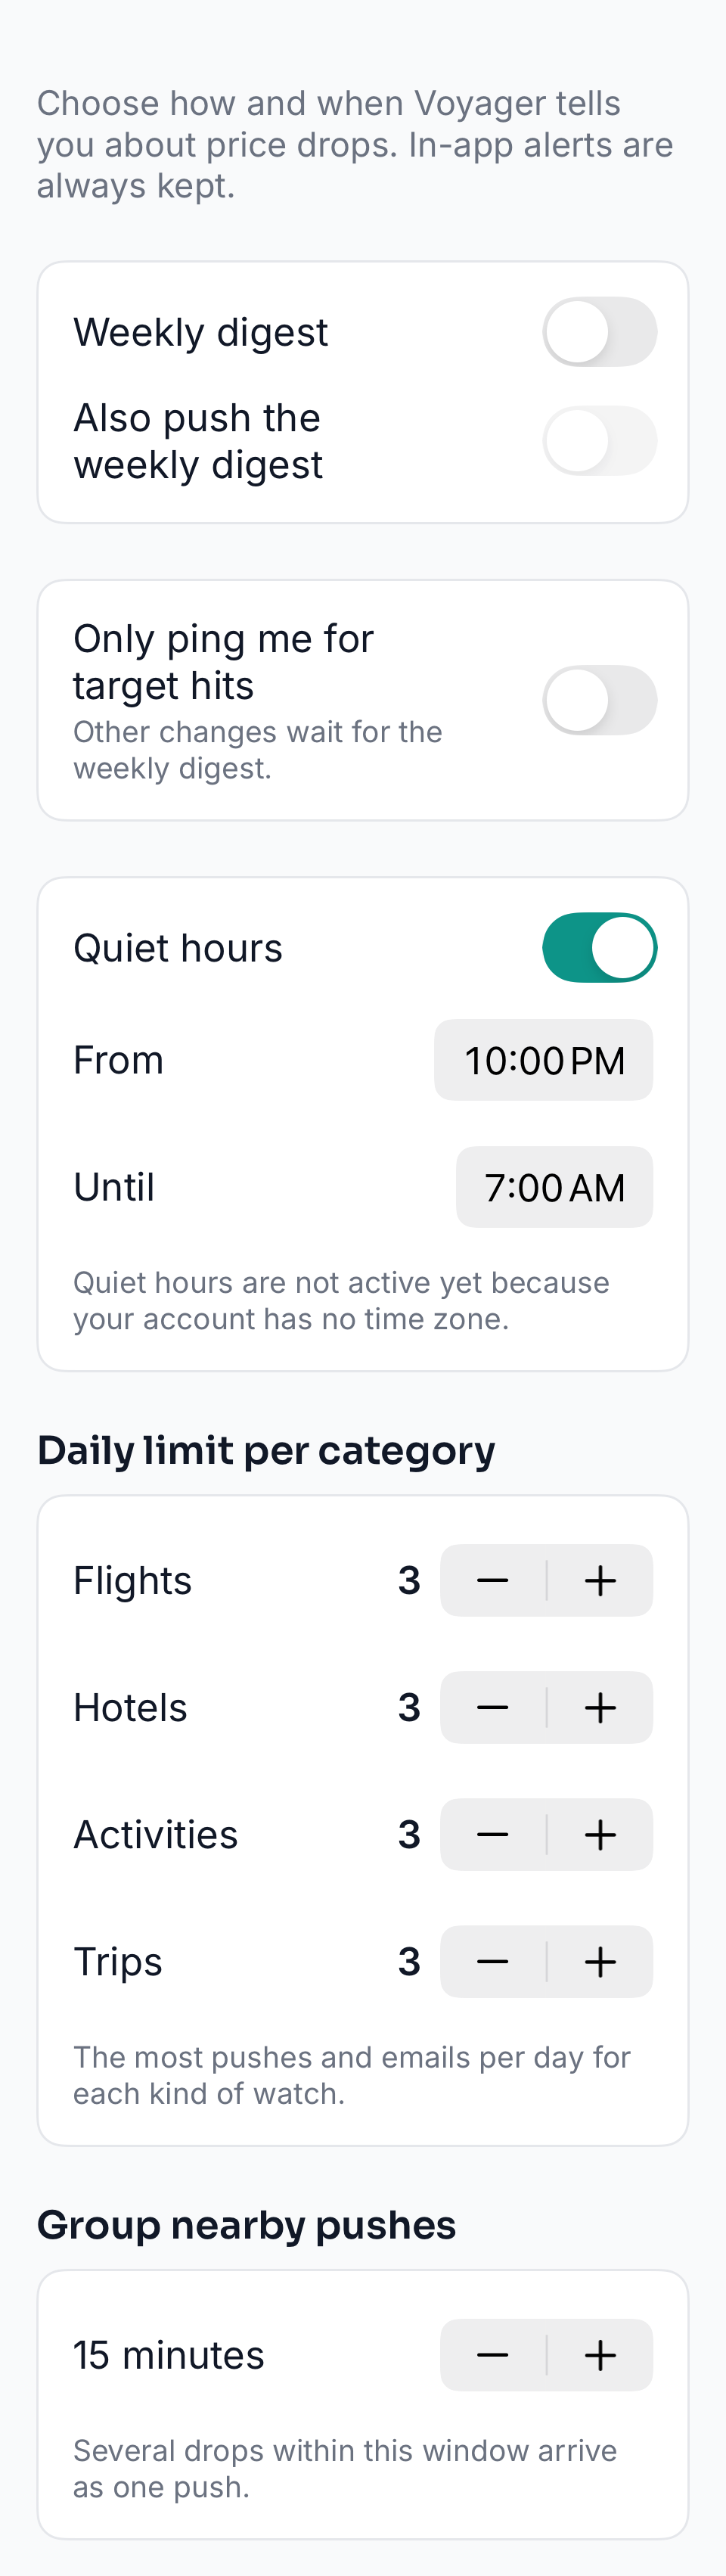 Choose how and when Voyager tells
you about price drops. In-app alerts are
always kept.
Weekly digest
Also push the
weekly digest
Only ping me for
target hits
Other changes wait for the
weekly digest.
Quiet hours
From 10:00 PM
Until 7:00 AM
Quiet hours are not active yet because
your account has no time zone.
Daily limit per category
Flights 3 − +
Hotels 3 − +
Activities 3 − +
Trips 3 − +
The most pushes and emails per day for
each kind of watch.
Group nearby pushes
15 minutes − +
Several drops within this window arrive
as one push.